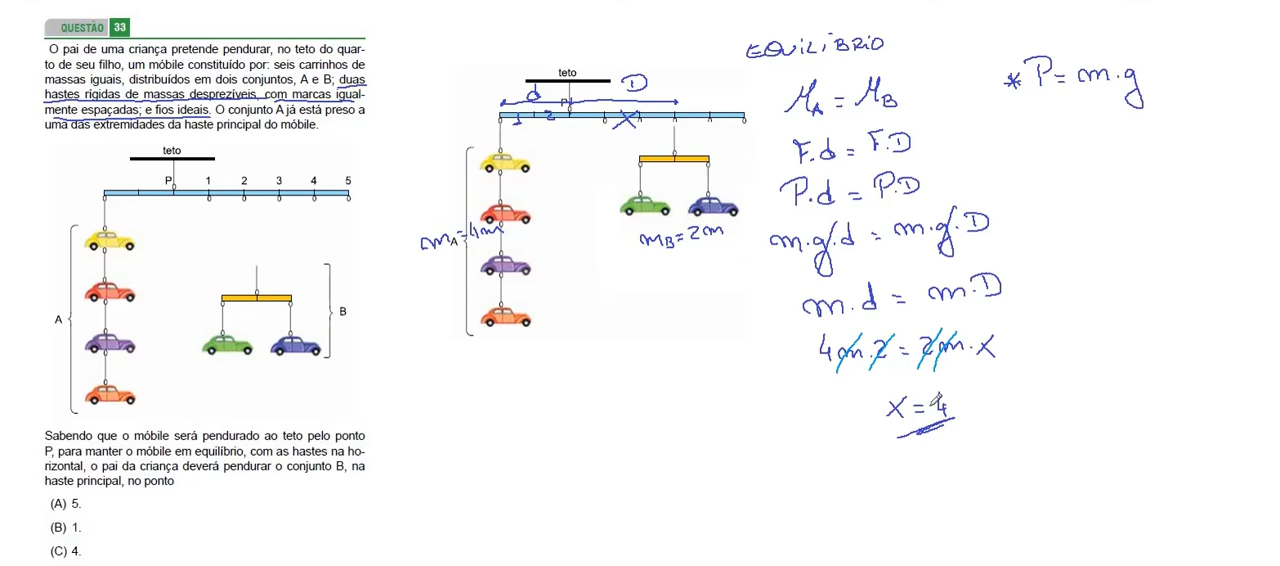 QUESTÃO 33
O pai de uma criança pretende pendurar, no teto do quar-
to de seu filho, um móbile constituído por: seis carrinhos de
massas iguais, distribuídos em dois conjuntos, A e B; duas
hastes rígidas de massas desprezíveis, com marcas igual-
mente espaçadas; e fios ideais. O conjunto A já está preso a
uma das extremidades da haste principal do móbile.
teto
P 1 2 3 4 5
A
B
Sabendo que o móbile será pendurado ao teto pelo ponto
P, para manter o móbile em equilíbrio, com as hastes na ho-
rizontal, o pai da criança deverá pendurar o conjunto B, na
haste principal, no ponto
(A) 5.
(B) 1.
(C) 4.
teto
d P D
1 2 X
mA=4m
mB=2m
EQUILÍBRIO
MA = MB
F.d = F.D
P.d = P.D
m.g.d = m.g.D
m.d = m.D
4m.2 = 2m.X
X = 4
* P = m.g